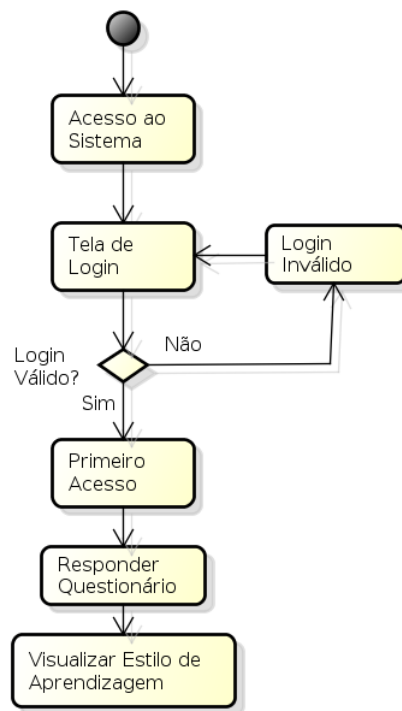 Acesso ao
Sistema
Tela de
Login
Login
Inválido
Login
Válido?
Não
Sim
Primeiro
Acesso
Responder
Questionário
Visualizar Estilo de
Aprendizagem